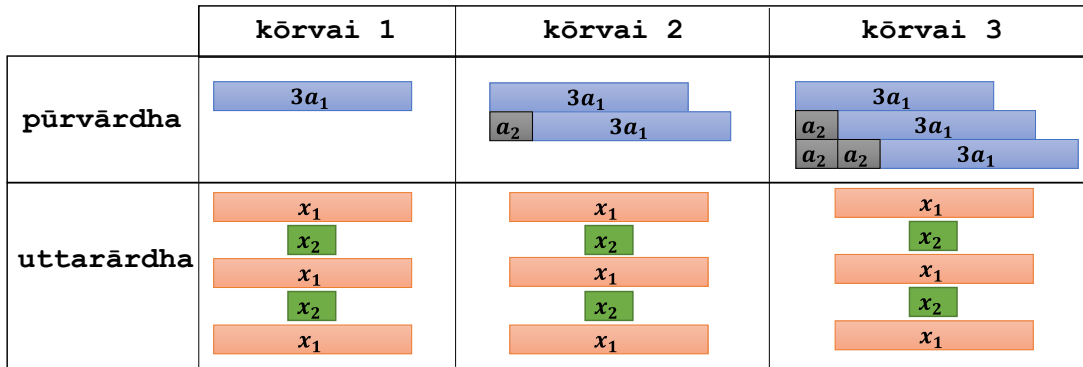 kōrvai 1 kōrvai 2 kōrvai 3
pūrvārdha
3a₁ 3a₁ 3a₁
a₂ 3a₁ a₂ 3a₁
a₂ a₂ 3a₁
uttarārdha
x₁ x₁ x₁
x₂ x₂ x₂
x₁ x₁ x₁
x₂ x₂ x₂
x₁ x₁ x₁